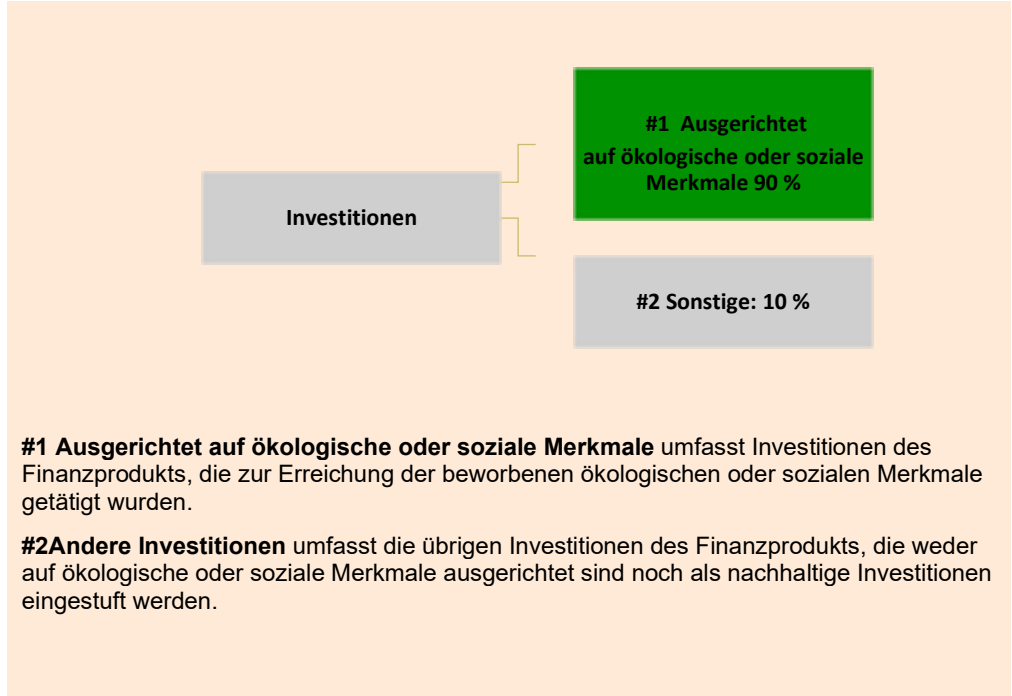 #1 Ausgerichtet
auf ökologische oder soziale
Merkmale 90 %
Investitionen
#2 Sonstige: 10 %
#1 Ausgerichtet auf ökologische oder soziale Merkmale umfasst Investitionen des
Finanzprodukts, die zur Erreichung der beworbenen ökologischen oder sozialen Merkmale
getätigt wurden.
#2Andere Investitionen umfasst die übrigen Investitionen des Finanzprodukts, die weder
auf ökologische oder soziale Merkmale ausgerichtet sind noch als nachhaltige Investitionen
eingestuft werden.